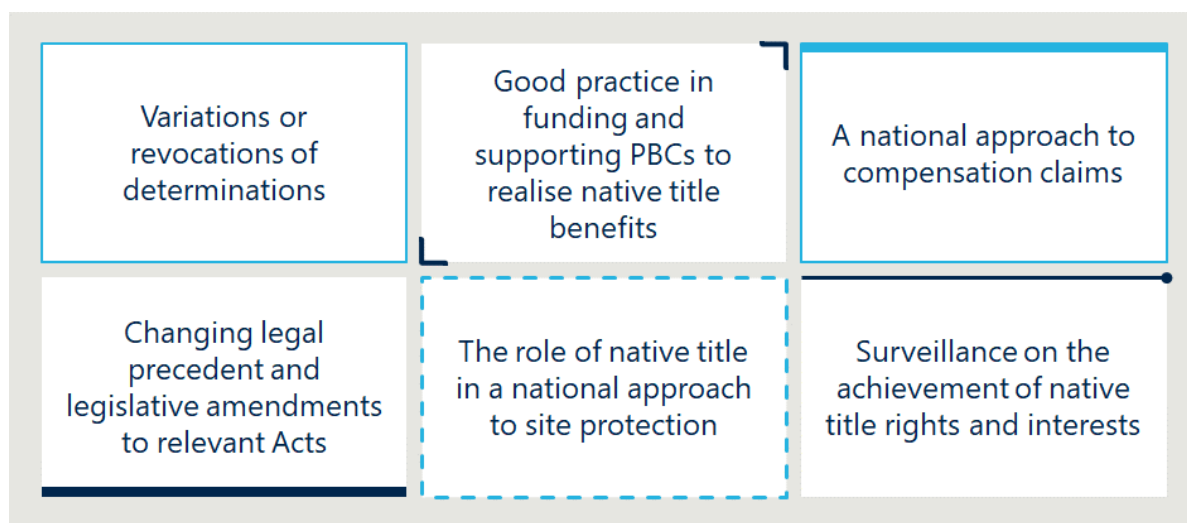 Variations or
revocations of
determinations
Good practice in
funding and
supporting PBCs to
realise native title
benefits
A national approach to
compensation claims
Changing legal
precedent and
legislative amendments
to relevant Acts
The role of native title
in a national approach
to site protection
Surveillance on the
achievement of native
title rights and interests